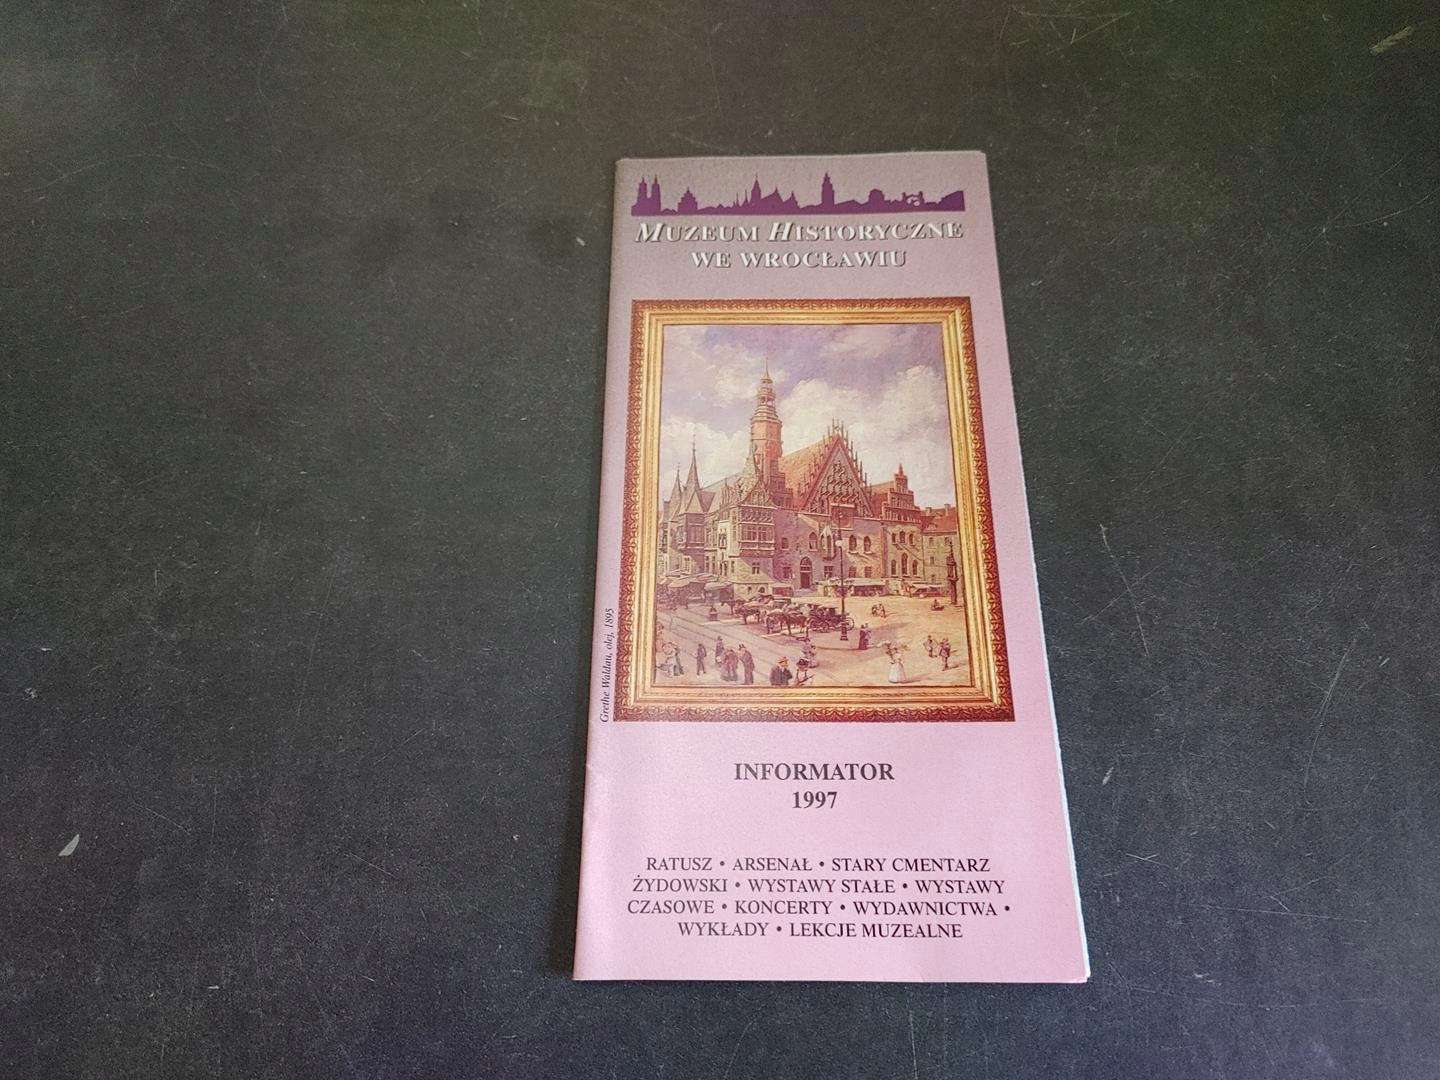 MUZEUM HISTORYCZNE
WE WROCŁAWIU
Grethe Waldau, olej, 1895
INFORMATOR
1997
RATUSZ • ARSENAŁ • STARY CMENTARZ
ŻYDOWSKI • WYSTAWY STAŁE • WYSTAWY
CZASOWE • KONCERTY • WYDAWNICTWA •
WYKŁADY • LEKCJE MUZEALNE